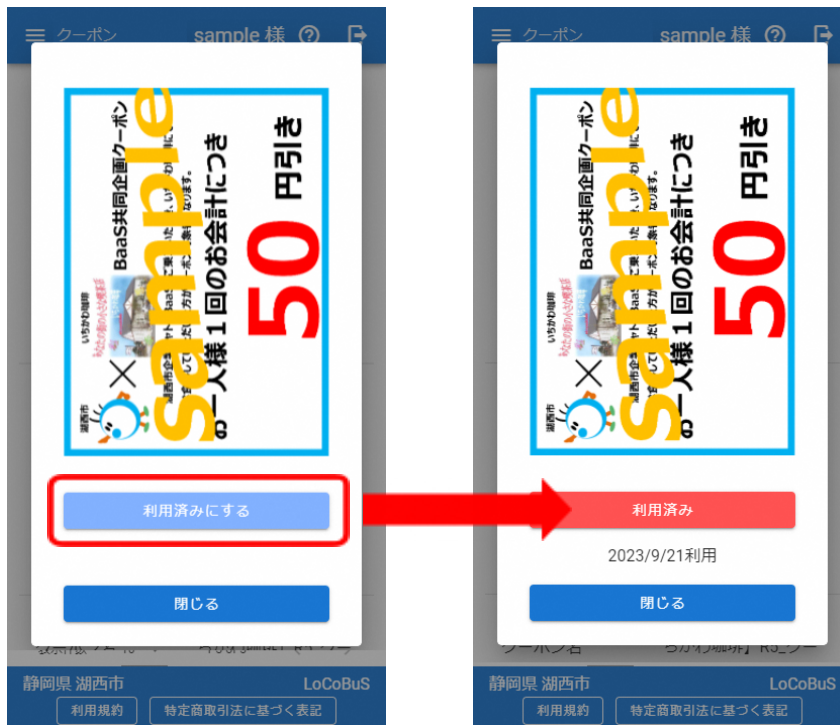 クーポン
sample 様
湖西市
いちかわ珈琲
BaaS共同企画クーポン
お一人様1回のお会計につき
50 円引き
Sample
利用済みにする
閉じる
静岡県 湖西市
LoCoBuS
利用規約
特定商取引法に基づく表記
クーポン
sample 様
湖西市
いちかわ珈琲
BaaS共同企画クーポン
お一人様1回のお会計につき
50 円引き
Sample
利用済み
2023/9/21利用
閉じる
クーポン名
静岡県 湖西市
LoCoBuS
利用規約
特定商取引法に基づく表記